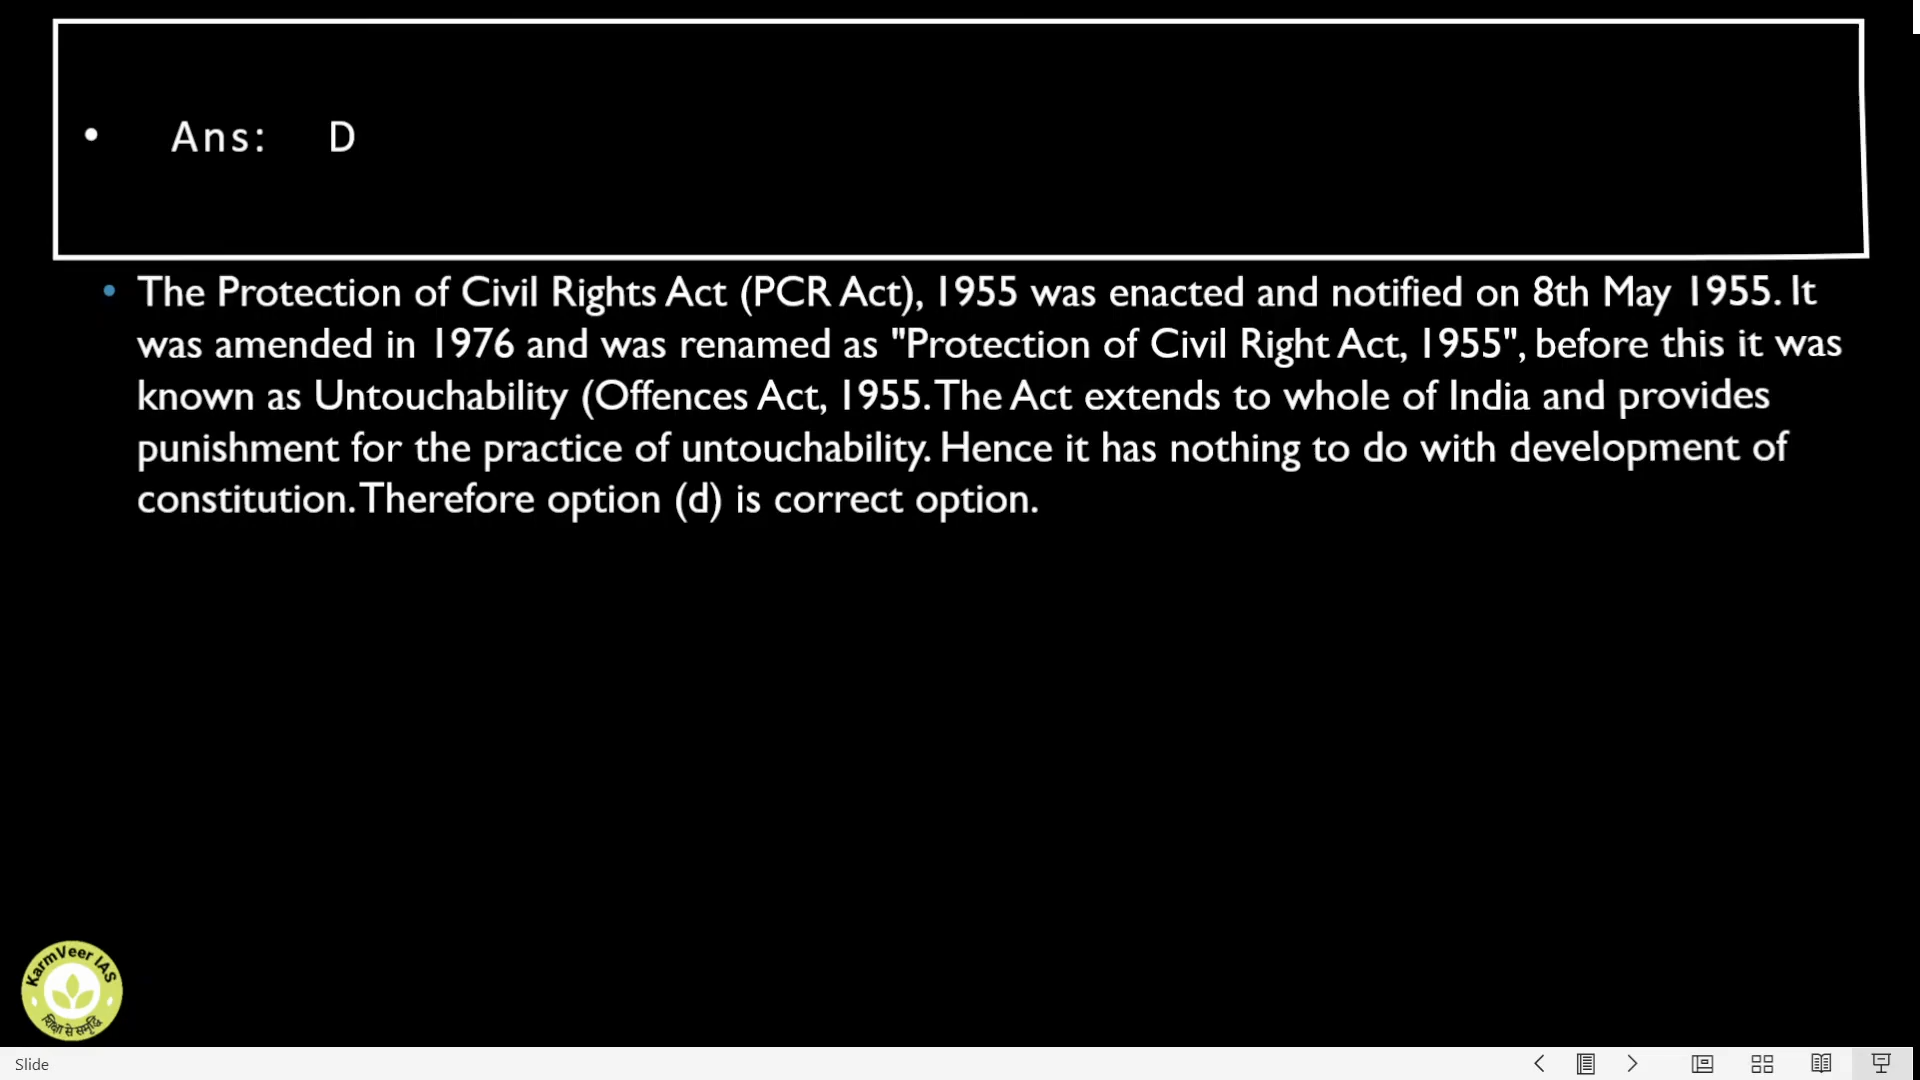 • Ans: D
• The Protection of Civil Rights Act (PCR Act), 1955 was enacted and notified on 8th May 1955. It
was amended in 1976 and was renamed as "Protection of Civil Right Act, 1955", before this it was
known as Untouchability (Offences Act, 1955. The Act extends to whole of India and provides
punishment for the practice of untouchability. Hence it has nothing to do with development of
constitution. Therefore option (d) is correct option.
KarmVeer IAS
शिक्षा से समृद्धि
Slide